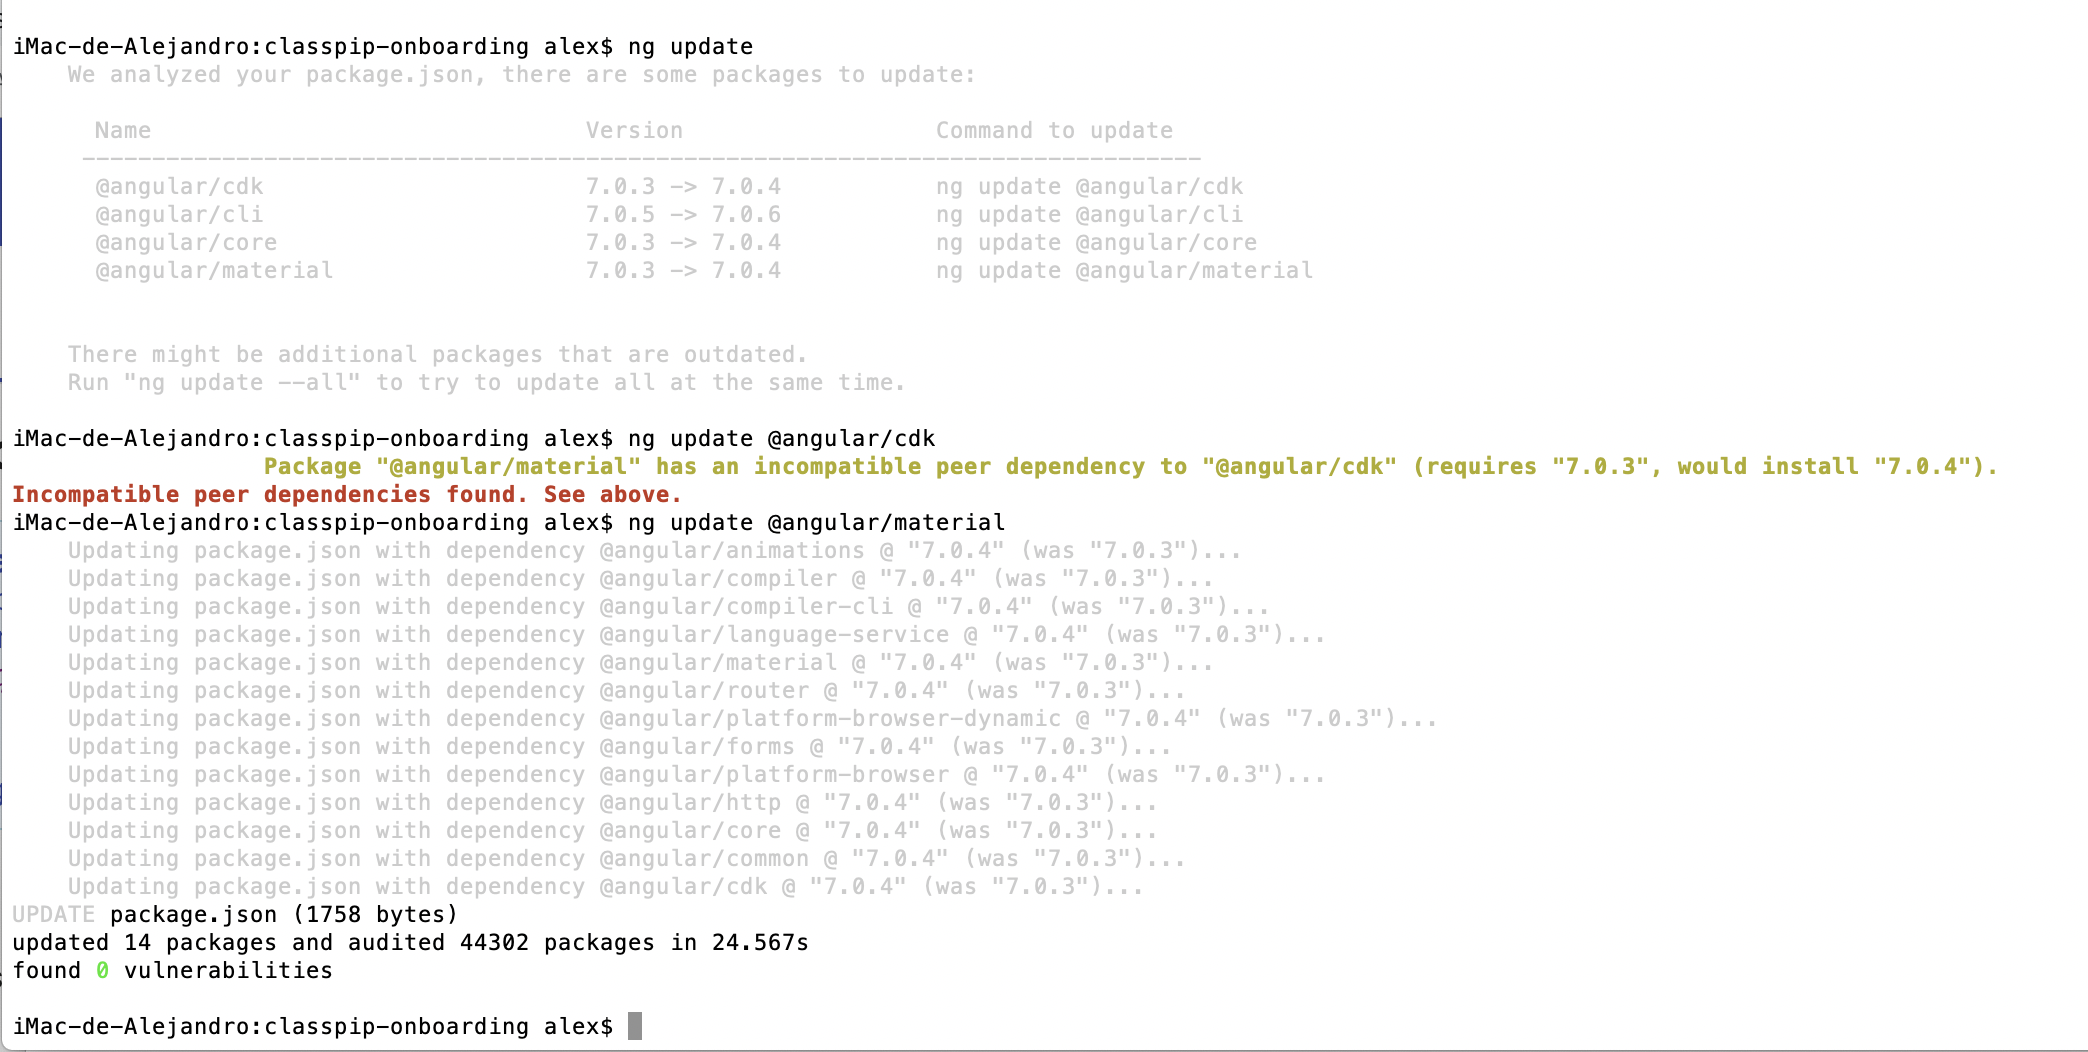 iMac-de-Alejandro:classpip-onboarding alex$ ng update
We analyzed your package.json, there are some packages to update:
Name Version Command to update
--------------------------------------------------------------------------------
@angular/cdk 7.0.3 -> 7.0.4 ng update @angular/cdk
@angular/cli 7.0.5 -> 7.0.6 ng update @angular/cli
@angular/core 7.0.3 -> 7.0.4 ng update @angular/core
@angular/material 7.0.3 -> 7.0.4 ng update @angular/material
There might be additional packages that are outdated.
Run "ng update --all" to try to update all at the same time.
iMac-de-Alejandro:classpip-onboarding alex$ ng update @angular/cdk
Package "@angular/material" has an incompatible peer dependency to "@angular/cdk" (requires "7.0.3", would install "7.0.4").
Incompatible peer dependencies found. See above.
iMac-de-Alejandro:classpip-onboarding alex$ ng update @angular/material
Updating package.json with dependency @angular/animations @ "7.0.4" (was "7.0.3")...
Updating package.json with dependency @angular/compiler @ "7.0.4" (was "7.0.3")...
Updating package.json with dependency @angular/compiler-cli @ "7.0.4" (was "7.0.3")...
Updating package.json with dependency @angular/language-service @ "7.0.4" (was "7.0.3")...
Updating package.json with dependency @angular/material @ "7.0.4" (was "7.0.3")...
Updating package.json with dependency @angular/router @ "7.0.4" (was "7.0.3")...
Updating package.json with dependency @angular/platform-browser-dynamic @ "7.0.4" (was "7.0.3")...
Updating package.json with dependency @angular/forms @ "7.0.4" (was "7.0.3")...
Updating package.json with dependency @angular/platform-browser @ "7.0.4" (was "7.0.3")...
Updating package.json with dependency @angular/http @ "7.0.4" (was "7.0.3")...
Updating package.json with dependency @angular/core @ "7.0.4" (was "7.0.3")...
Updating package.json with dependency @angular/common @ "7.0.4" (was "7.0.3")...
Updating package.json with dependency @angular/cdk @ "7.0.4" (was "7.0.3")...
UPDATE package.json (1758 bytes)
updated 14 packages and audited 44302 packages in 24.567s
found 0 vulnerabilities
iMac-de-Alejandro:classpip-onboarding alex$